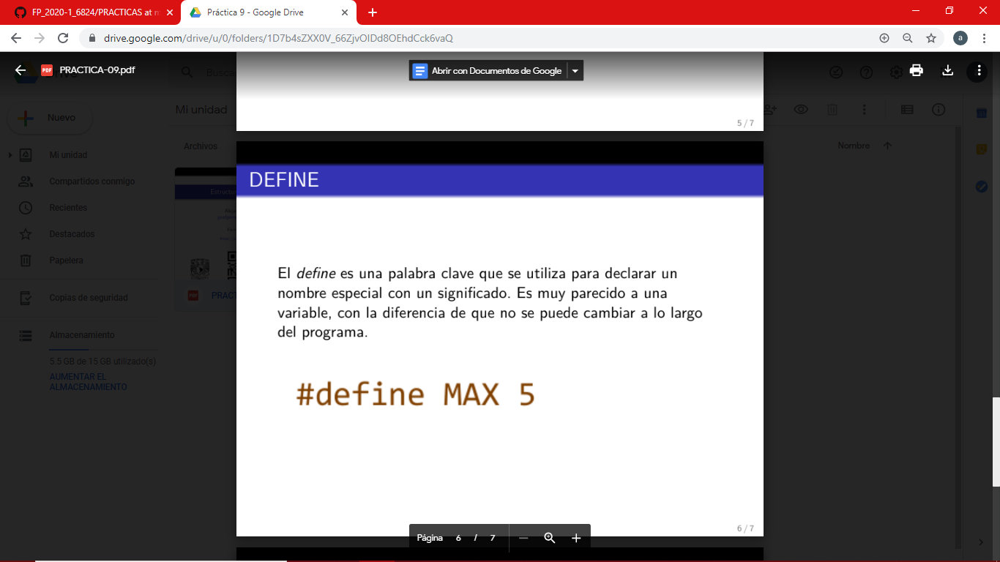 FP_2020-1_6824/PRACTICAS at m
Práctica 9 - Google Drive
drive.google.com/drive/u/0/folders/1D7b4sZXX0V_66ZjvOlDd8OEhdCck6vaQ
a
PDF
PRACTICA-09.pdf
Busca
Abrir con Documentos de Google
Nuevo
Mi unidad
5 / 7
Archivos
Nombre
Mi unidad
Compartidos conmigo
Recientes
Destacados
Papelera
Copias de seguridad
Almacenamiento
5.5 GB de 15 GB utilizado(s)
AUMENTAR EL
ALMACENAMIENTO
Estructur
PRACT
DEFINE
El define es una palabra clave que se utiliza para declarar un
nombre especial con un significado. Es muy parecido a una
variable, con la diferencia de que no se puede cambiar a lo largo
del programa.
#define MAX 5
6 / 7
Página 6 / 7